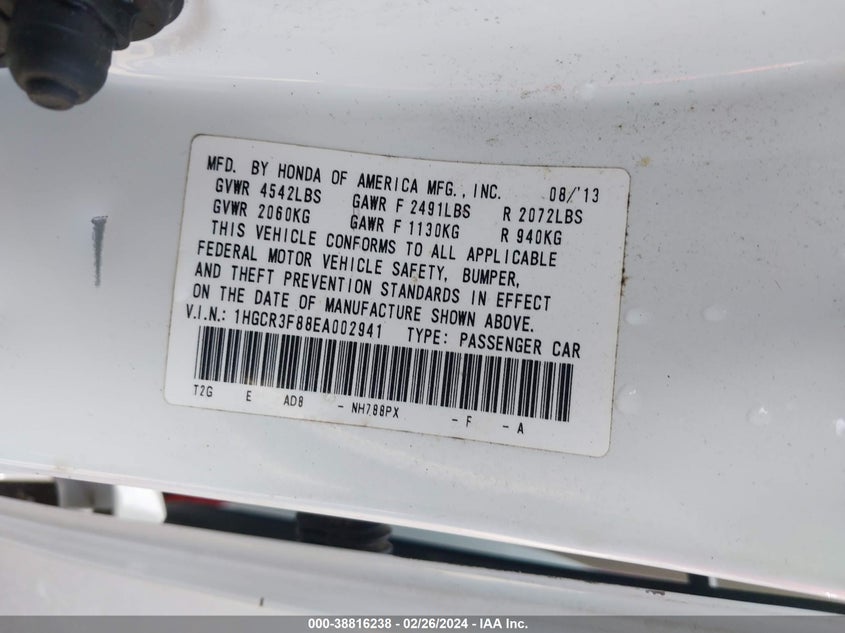 MFD. BY HONDA OF AMERICA MFG., INC. 08/'13
GVWR 4542LBS GAWR F 2491LBS R 2072LBS
GVWR 2060KG GAWR F 1130KG R 940KG
THIS VEHICLE CONFORMS TO ALL APPLICABLE
FEDERAL MOTOR VEHICLE SAFETY, BUMPER,
AND THEFT PREVENTION STANDARDS IN EFFECT
ON THE DATE OF MANUFACTURE SHOWN ABOVE.
V.I.N.: 1HGCR3F88EA002941 TYPE: PASSENGER CAR
T2G E AD8 - NH788PX - F - A
000-38816238 - 02/26/2024 - IAA Inc.